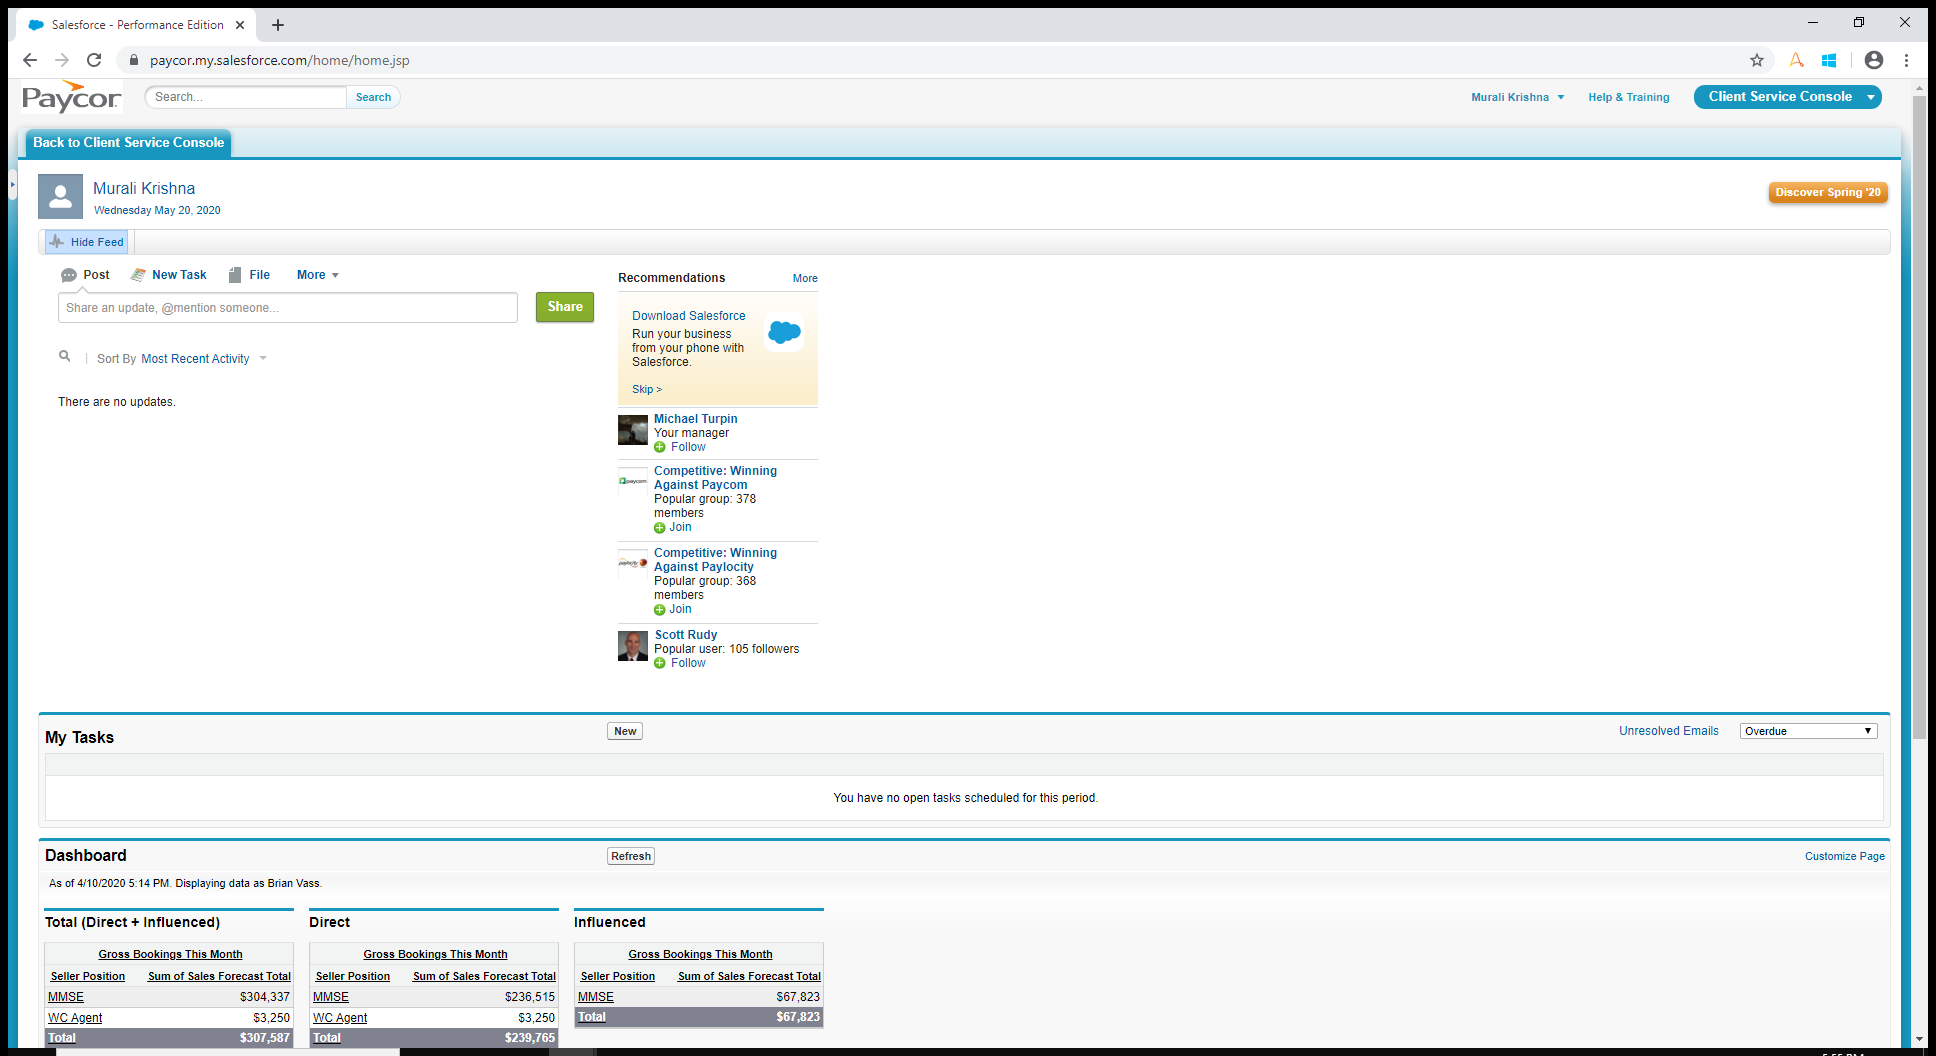 Salesforce - Performance Edition
paycor.my.salesforce.com/home/home.jsp
Paycor
Search...
Search
Murali Krishna
Help & Training
Client Service Console
Back to Client Service Console
Murali Krishna
Wednesday May 20, 2020
Discover Spring '20
Hide Feed
Post
New Task
File
More
Share an update, @mention someone...
Share
Sort By Most Recent Activity
There are no updates.
Recommendations
More
Download Salesforce
Run your business
from your phone with
Salesforce.
Skip >
Michael Turpin
Your manager
Follow
paycom
Competitive: Winning
Against Paycom
Popular group: 378
members
Join
paylocity
Competitive: Winning
Against Paylocity
Popular group: 368
members
Join
Scott Rudy
Popular user: 105 followers
Follow
My Tasks
New
Unresolved Emails
Overdue
You have no open tasks scheduled for this period.
Dashboard
Refresh
Customize Page
As of 4/10/2020 5:14 PM. Displaying data as Brian Vass.
Total (Direct + Influenced)
Gross Bookings This Month
Seller Position Sum of Sales Forecast Total
MMSE $304,337
WC Agent $3,250
Total $307,587
Direct
Gross Bookings This Month
Seller Position Sum of Sales Forecast Total
MMSE $236,515
WC Agent $3,250
Total $239,765
Influenced
Gross Bookings This Month
Seller Position Sum of Sales Forecast Total
MMSE $67,823
Total $67,823